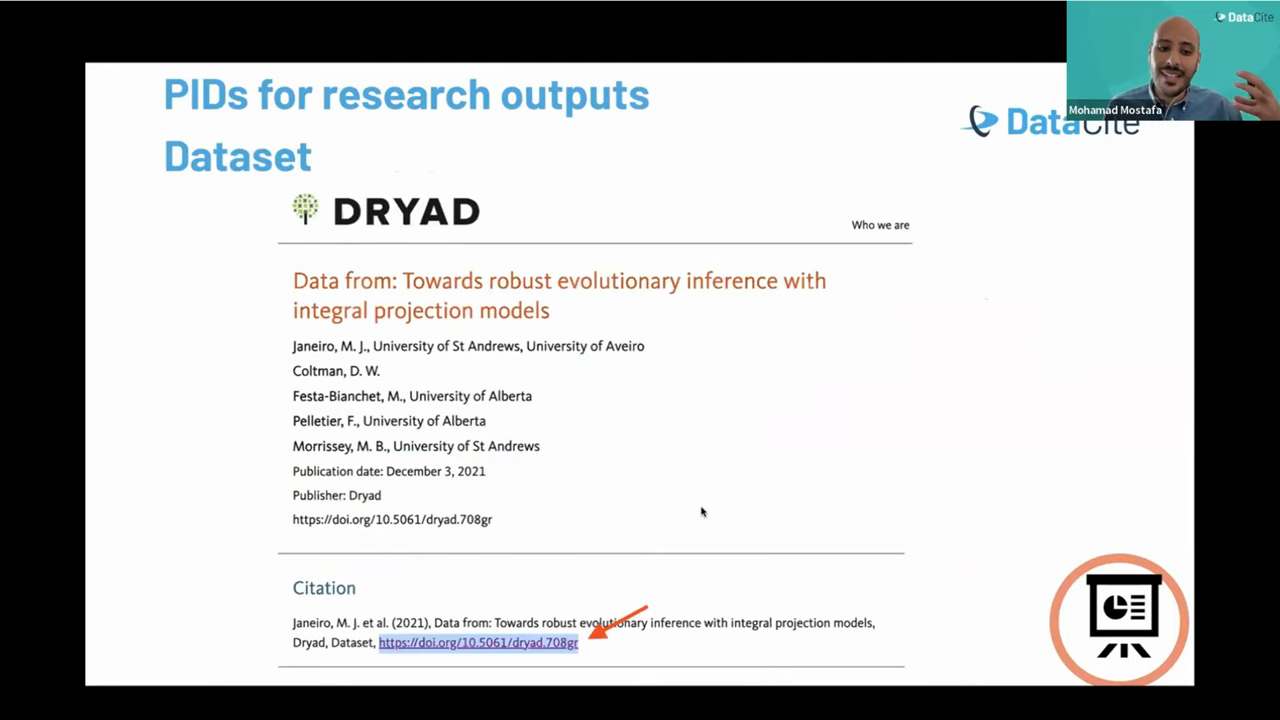 DataCite
Mohamad Mostafa
PIDs for research outputs
Dataset
DataCite
DRYAD
Who we are
Data from: Towards robust evolutionary inference with
integral projection models
Janeiro, M. J., University of St Andrews, University of Aveiro
Coltman, D. W.
Festa-Bianchet, M., University of Alberta
Pelletier, F., University of Alberta
Morrissey, M. B., University of St Andrews
Publication date: December 3, 2021
Publisher: Dryad
https://doi.org/10.5061/dryad.708gr
Citation
Janeiro, M. J. et al. (2021), Data from: Towards robust evolutionary inference with integral projection models,
Dryad, Dataset, https://doi.org/10.5061/dryad.708gr